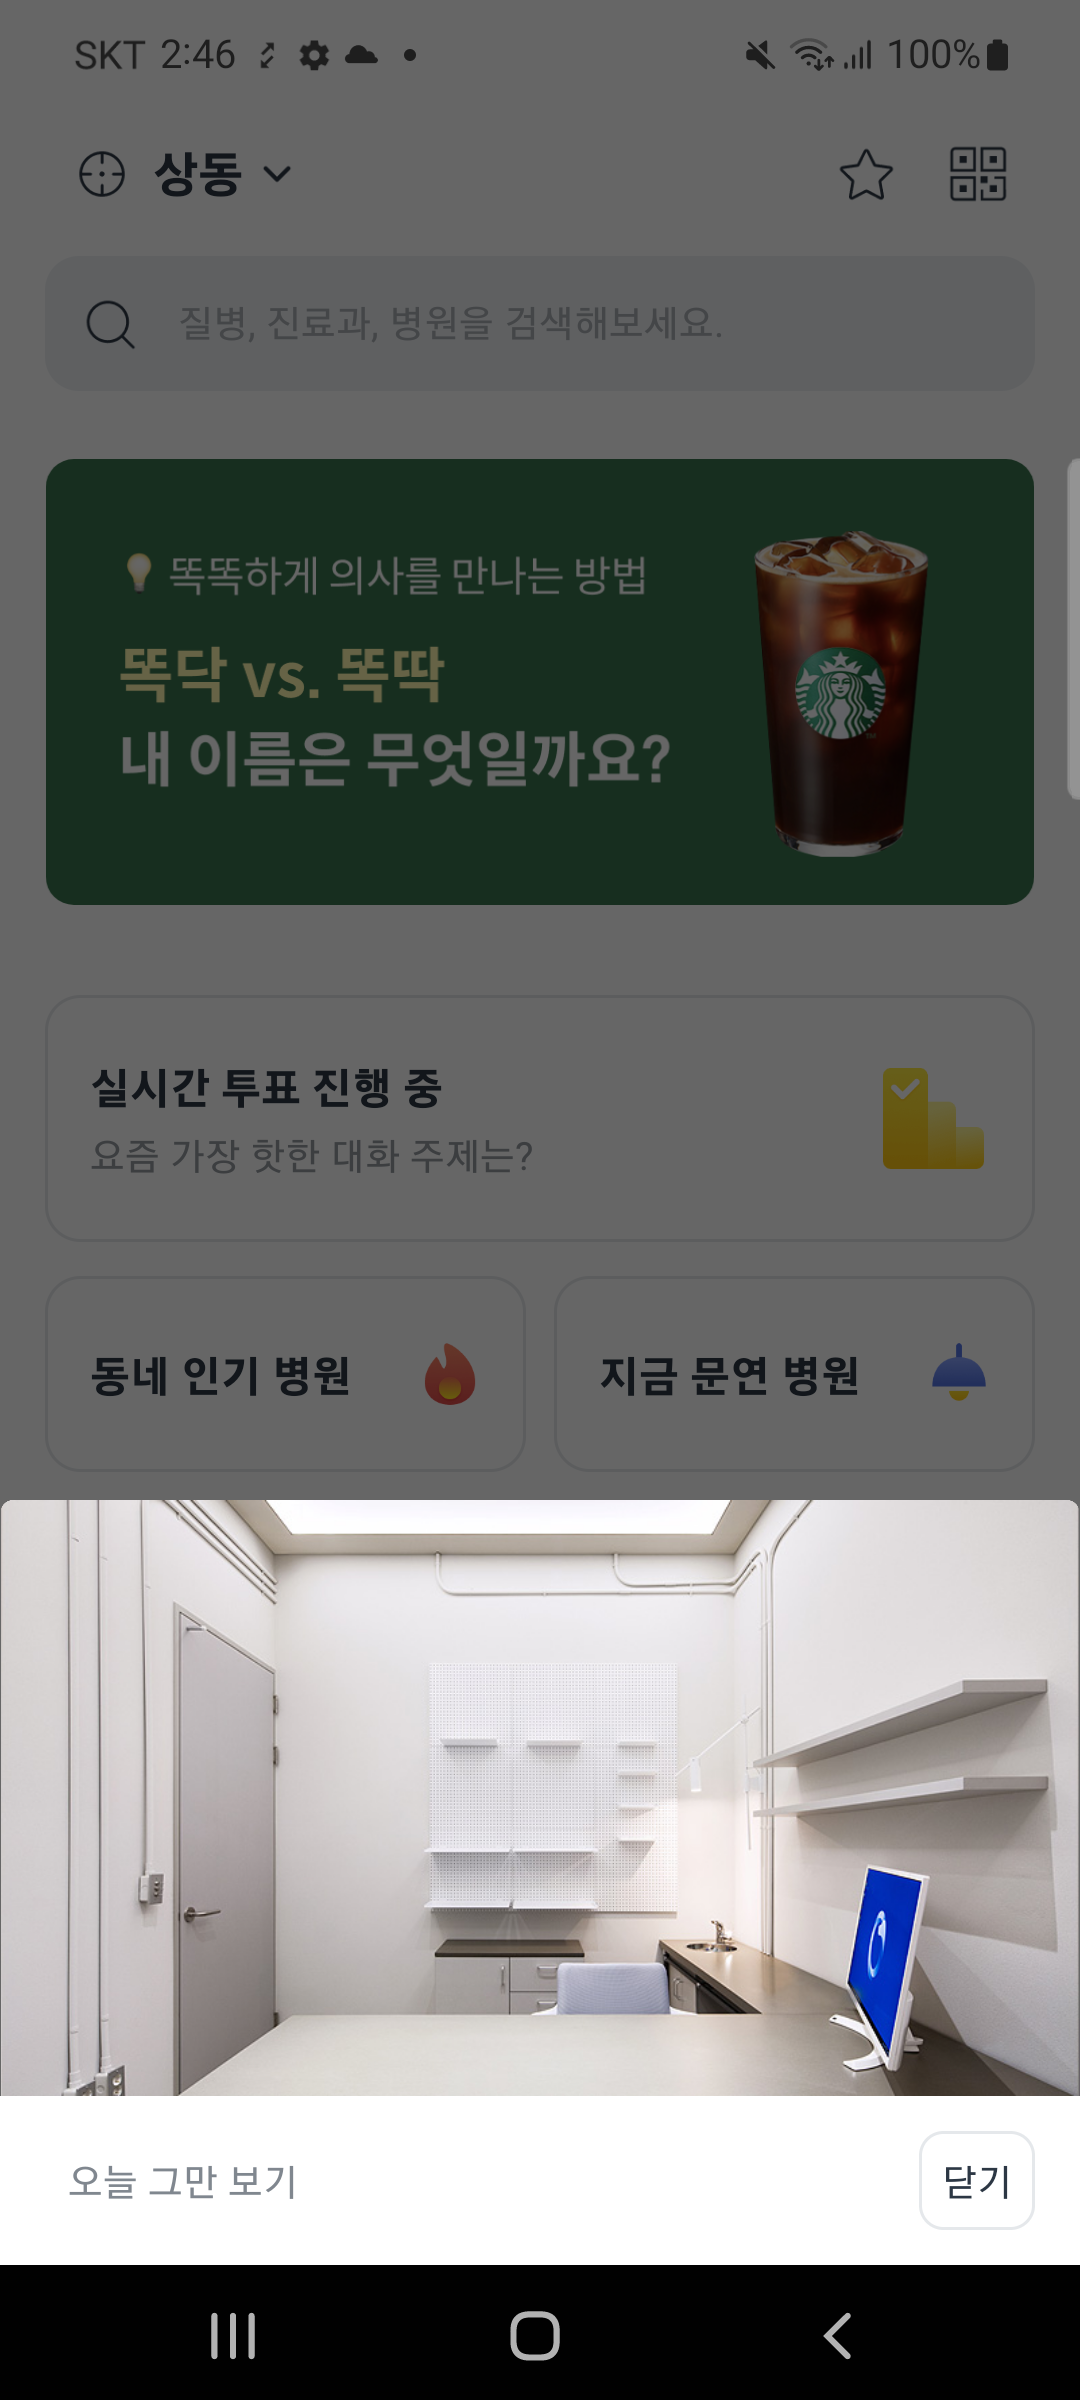 SKT 2:46
100%
상동
질병, 진료과, 병원을 검색해보세요.
똑똑하게 의사를 만나는 방법
똑닥 vs. 똑딱
내 이름은 무엇일까요?
실시간 투표 진행 중
요즘 가장 핫한 대화 주제는?
동네 인기 병원
지금 문연 병원
오늘 그만 보기
닫기